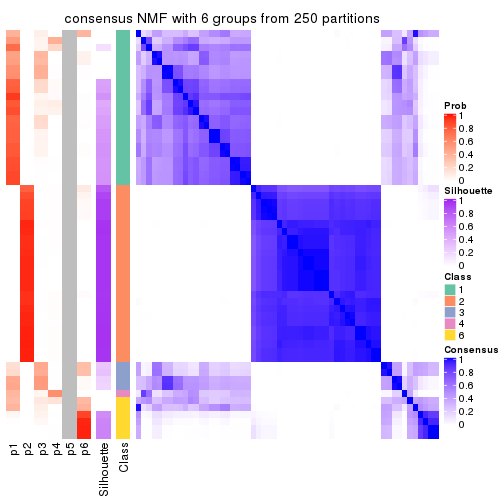 consensus NMF with 6 groups from 250 partitions
Prob
1
0.8
0.6
0.4
0.2
0
Silhouette
1
0.8
0.6
0.4
0.2
0
Class
1
2
3
4
6
Consensus
1
0.8
0.6
0.4
0.2
0
p1
p2
p3
p4
p5
p6
Silhouette
Class